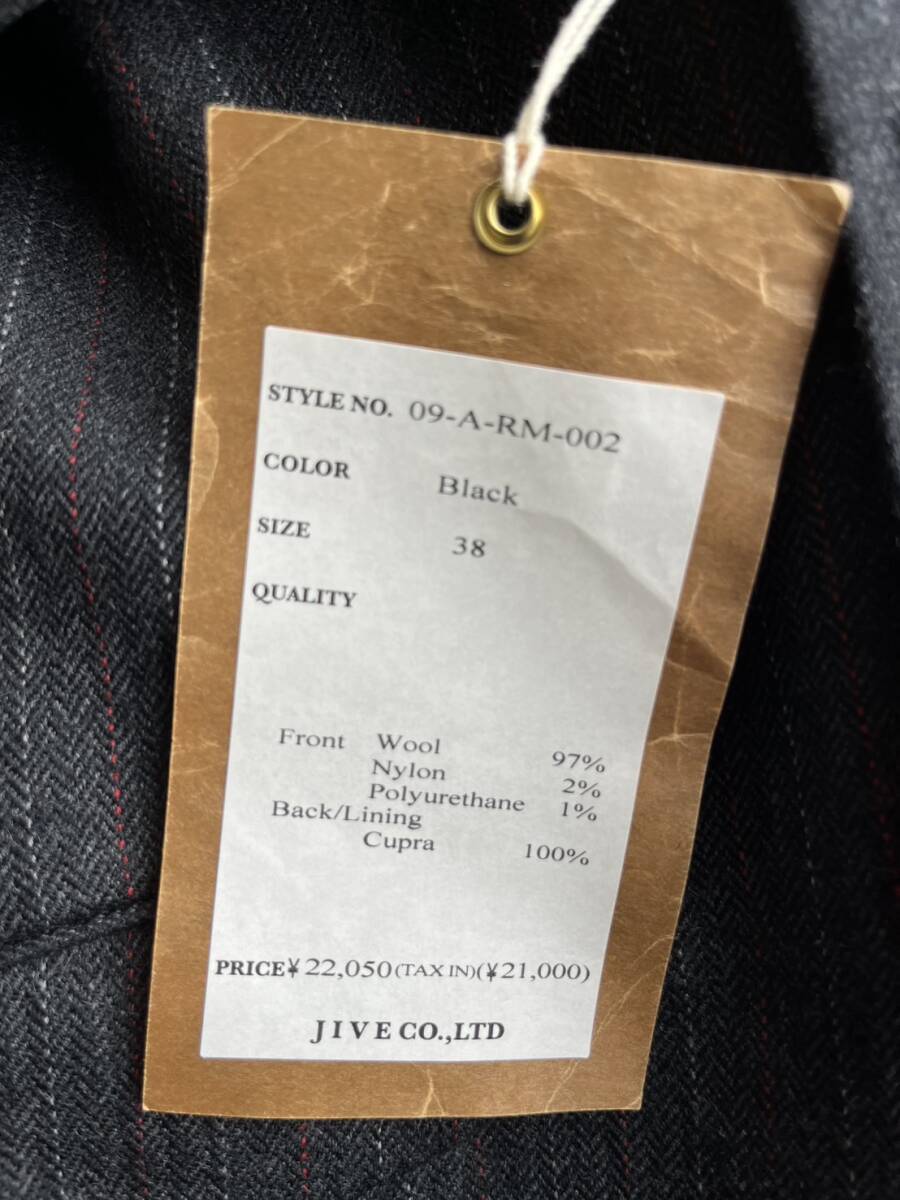 STYLE NO. 09-A-RM-002
COLOR Black
SIZE 38
QUALITY
Front Wool 97%
Nylon 2%
Polyurethane 1%
Back/Lining
Cupra 100%
PRICE¥22,050(TAX IN)(¥21,000)
JIVE CO.,LTD